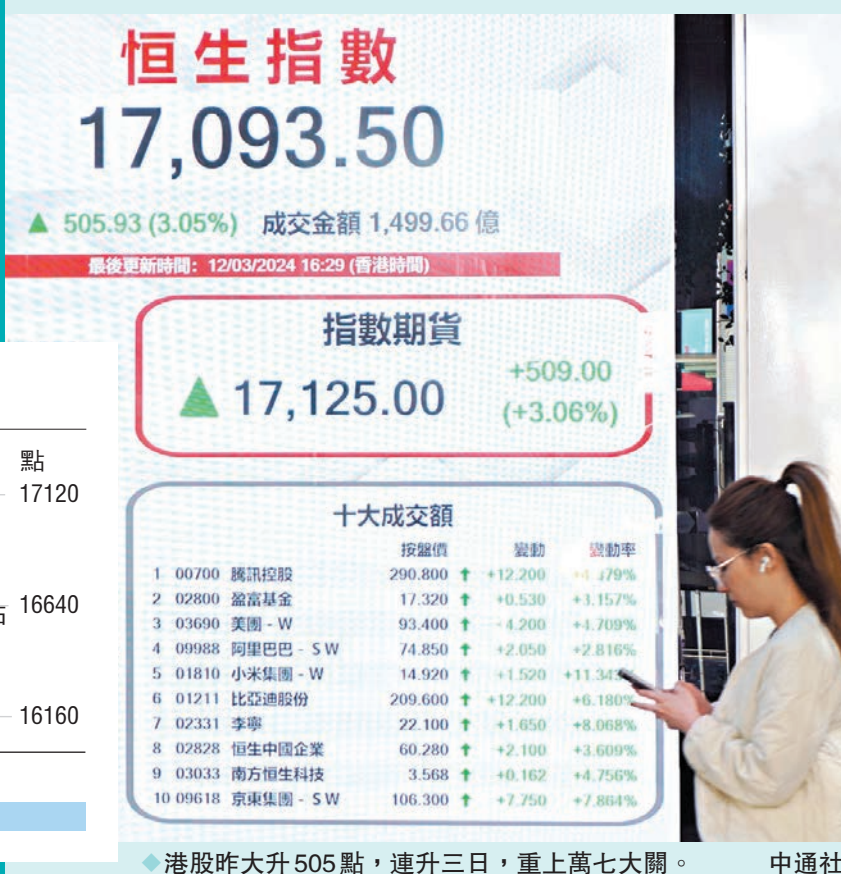 恒生指數
17,093.50
▲ 505.93 (3.05%) 成交金額 1,499.66 億
最後更新時間: 12/03/2024 16:29 (香港時間)
指數期貨
▲ 17,125.00
+509.00
(+3.06%)
十大成交額
按盤價 變動 變動率
1 00700 騰訊控股 290.800 ↑ +12.200
2 02800 盈富基金 17.320 ↑ +0.530 +3.157%
3 03690 美團 - W 93.400 ↑ 4.200 +4.709%
4 09988 阿里巴巴 - S W 74.850 ↑ +2.050 +2.816%
5 01810 小米集團 - W 14.920 ↑ +1.520
6 01211 比亞迪股份 209.600 ↑ +12.200 +6.180%
7 02331 李寧 22.100 ↑ +1.650 +8.068%
8 02828 恒生中國企業 60.280 ↑ +2.100 +3.609%
9 03033 南方恒生科技 3.568 ↑ +0.162 +4.756%
10 09618 京東集團 - S W 106.300 ↑ +7.750 +7.864%
點
17120
16640
16160
◆港股昨大升505點，連升三日，重上萬七大關。 中通社